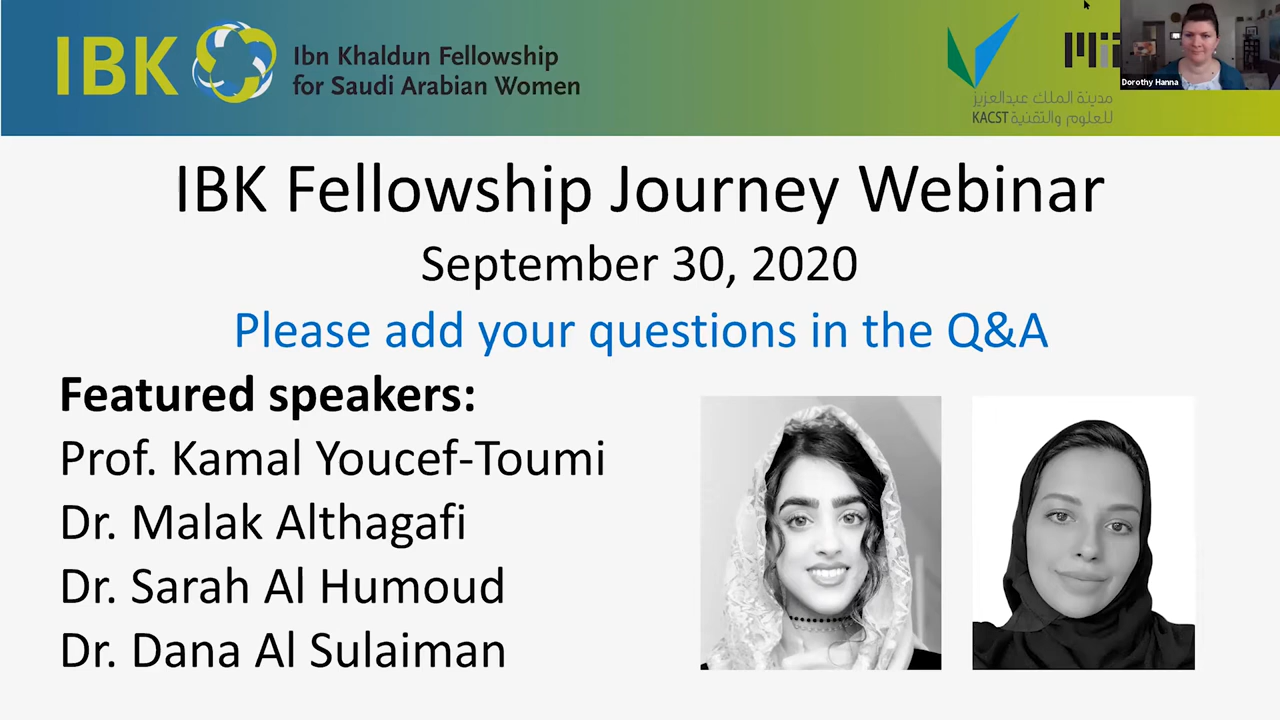 IBK
Ibn Khaldun Fellowship
for Saudi Arabian Women
مدينة الملك عبدالعزيز
للعلوم والتقنية KACST
MIT
Dorothy Hanna
IBK Fellowship Journey Webinar
September 30, 2020
Please add your questions in the Q&A
Featured speakers:
Prof. Kamal Youcef-Toumi
Dr. Malak Althagafi
Dr. Sarah Al Humoud
Dr. Dana Al Sulaiman